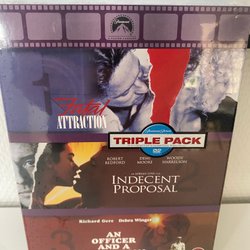 Paramount
Fatal
ATTRACTION
TRIPLE PACK
DVD
ROBERT REDFORD
DEMI MOORE
WOODY HARRELSON
INDECENT
PROPOSAL
Richard Gere Debra Winger
AN
OFFICER AND A